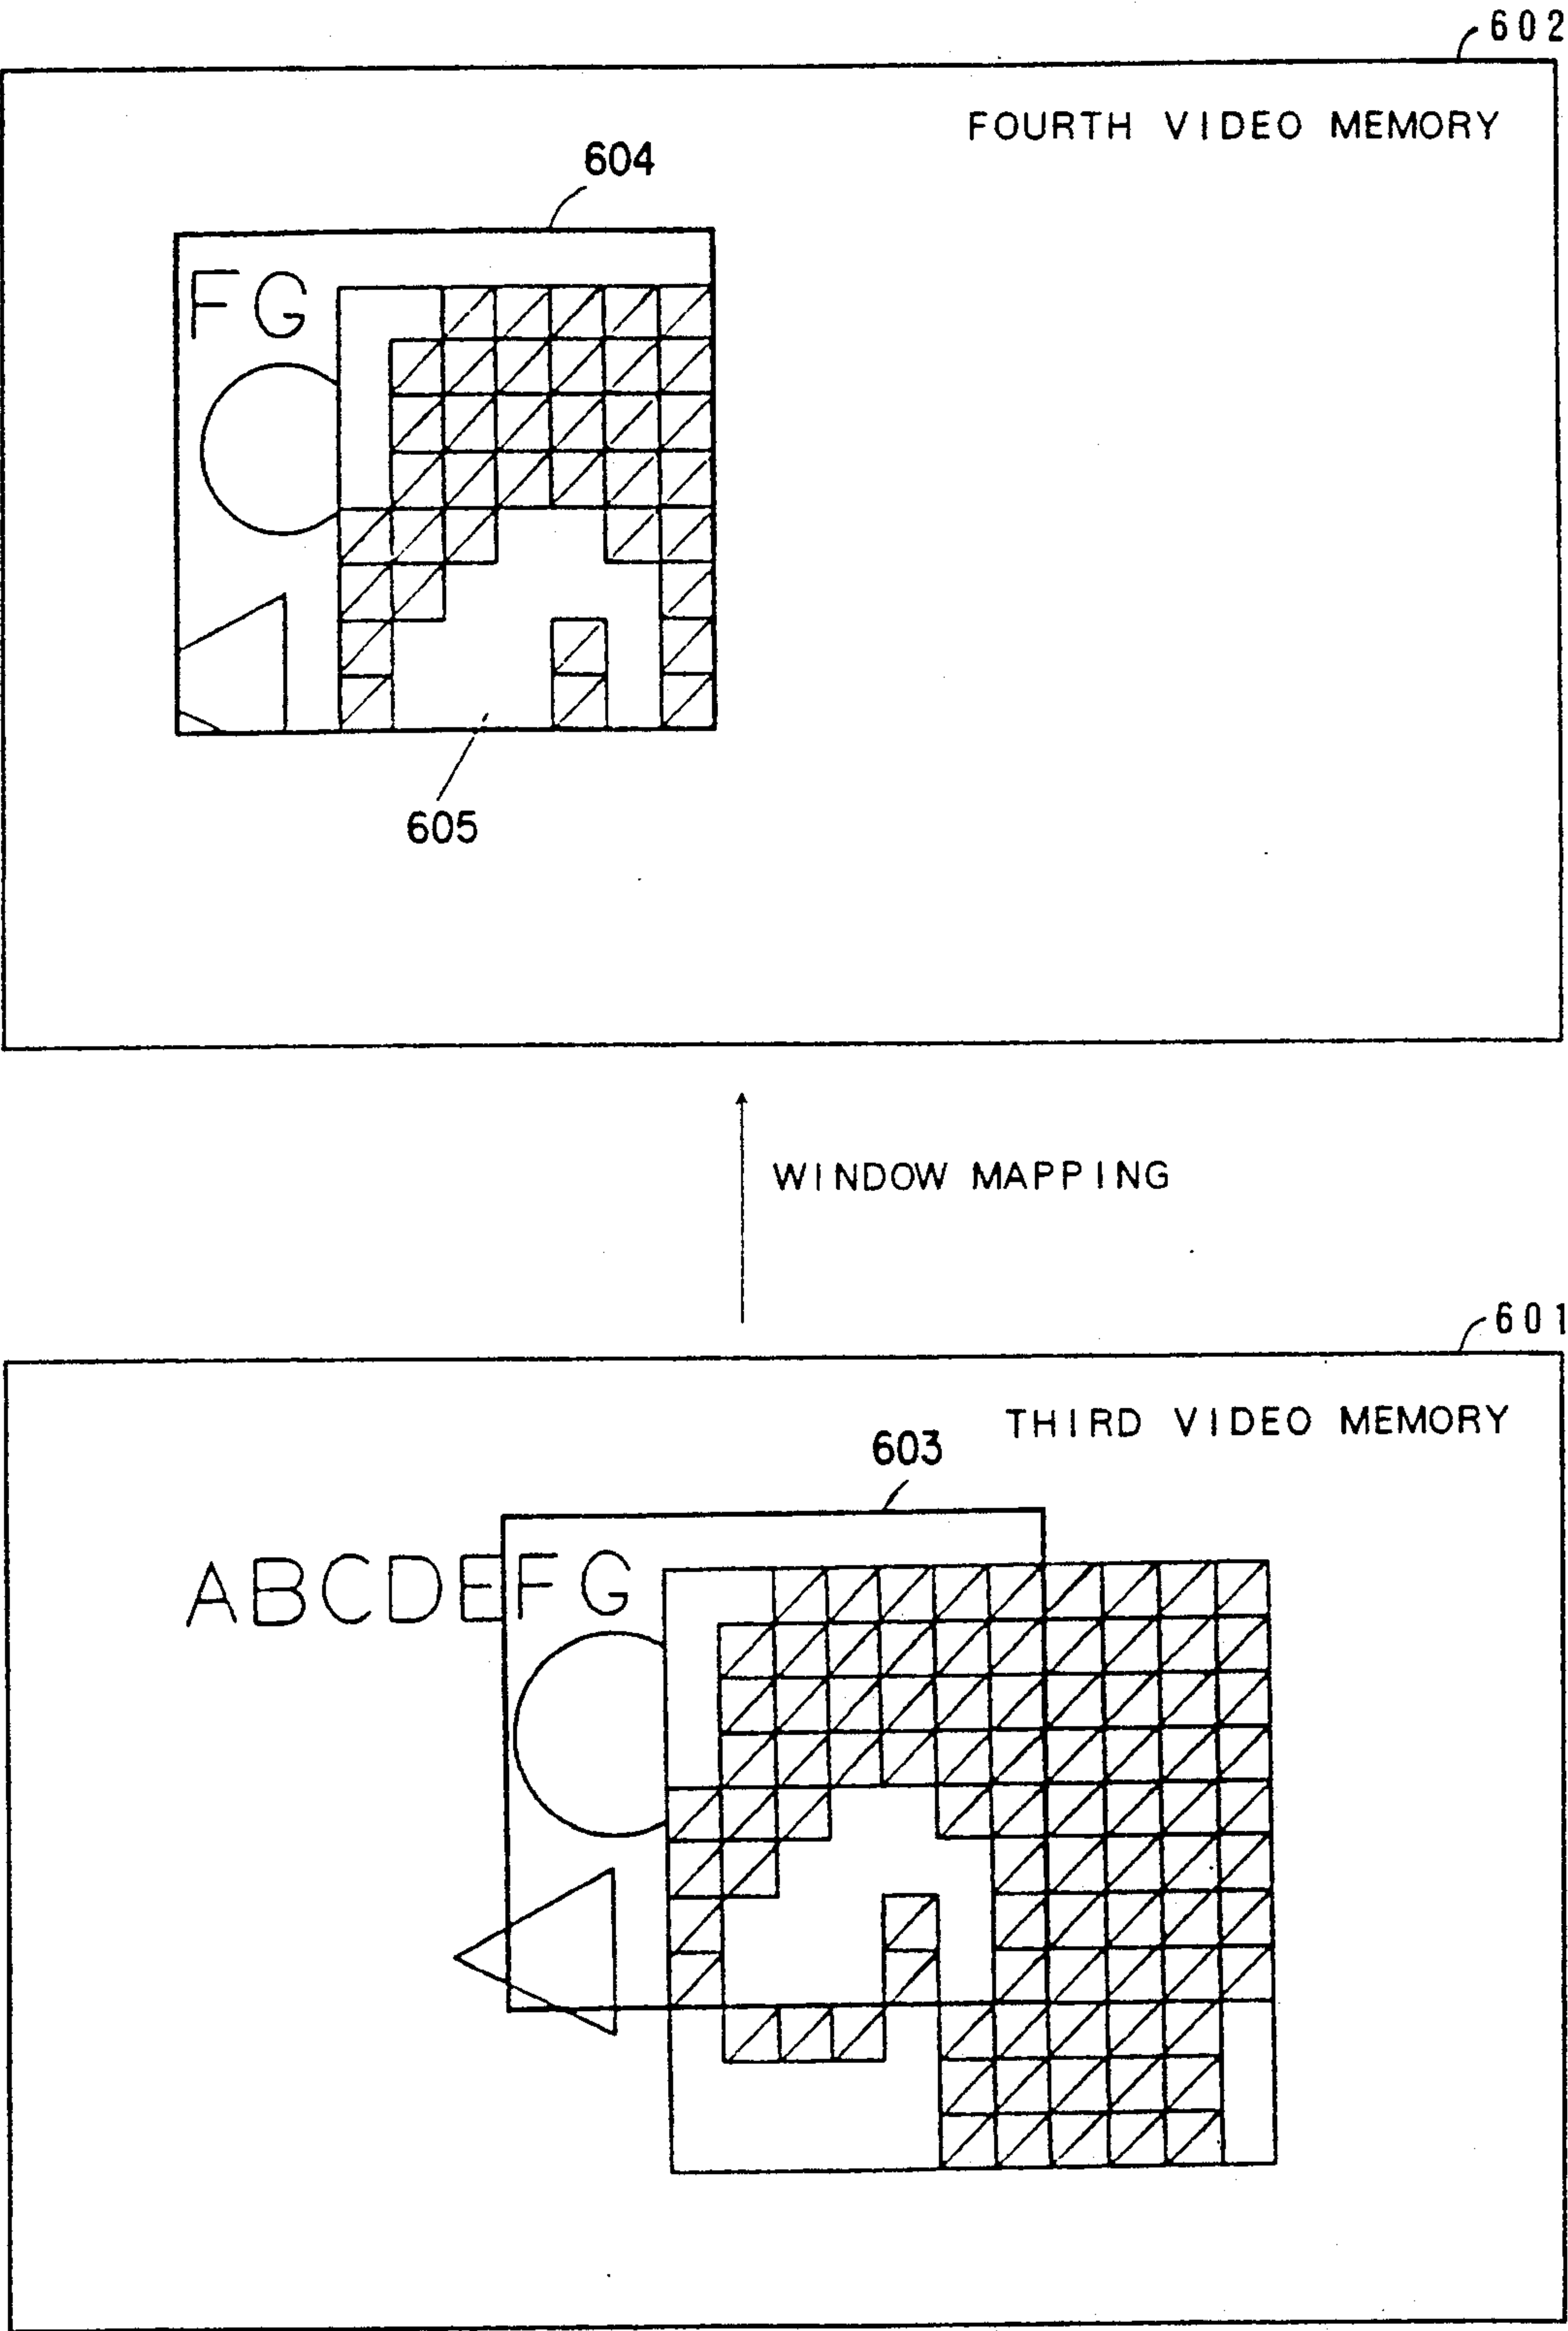 602
FOURTH VIDEO MEMORY
604
FG
605
WINDOW MAPPING
601
THIRD VIDEO MEMORY
603
ABCDEFG